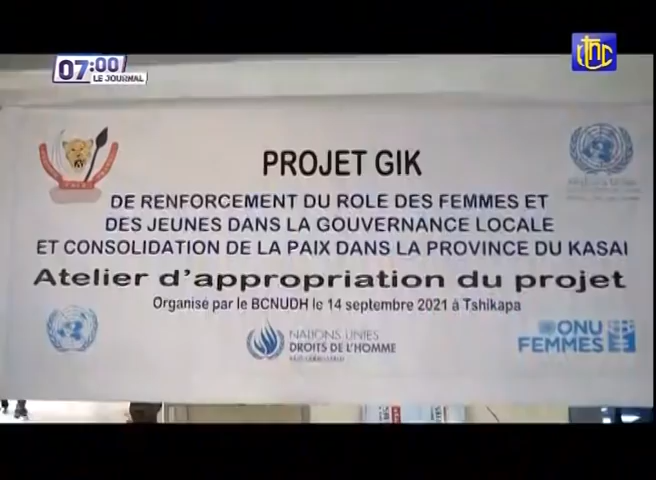 07:00/
LE JOURNAL
rtnc
PROJET GIK
DE RENFORCEMENT DU ROLE DES FEMMES ET
DES JEUNES DANS LA GOUVERNANCE LOCALE
ET CONSOLIDATION DE LA PAIX DANS LA PROVINCE DU KASAI
Atelier d'appropriation du projet
Organisé par le BCNUDH le 14 septembre 2021 à Tshikapa
NATIONS UNIES
DROITS DE L'HOMME
ONU
FEMMES